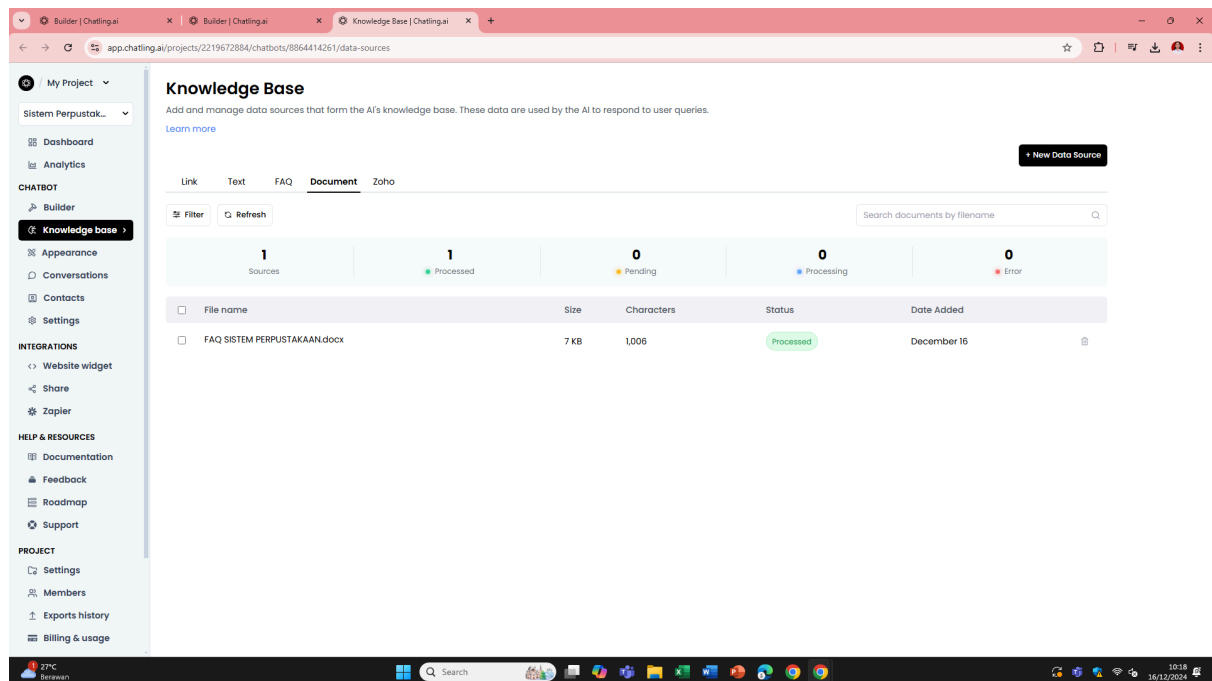 Builder | Chatling.ai
Builder | Chatling.ai
Knowledge Base | Chatling.ai
app.chatling.ai/projects/2219672884/chatbots/8864414261/data-sources
My Project
Sistem Perpustak...
Dashboard
Analytics
CHATBOT
Builder
Knowledge base
Appearance
Conversations
Contacts
Settings
INTEGRATIONS
Website widget
Share
Zapier
HELP & RESOURCES
Documentation
Feedback
Roadmap
Support
PROJECT
Settings
Members
Exports history
Billing & usage
Knowledge Base
Add and manage data sources that form the AI's knowledge base. These data are used by the AI to respond to user queries.
Learn more
+ New Data Source
Link Text FAQ Document Zoho
Filter Refresh Search documents by filename
1 1 0 0 0
Sources Processed Pending Processing Error
File name Size Characters Status Date Added
FAQ SISTEM PERPUSTAKAAN.docx 7 KB 1,006 Processed December 16
1
27°C
Berawan
Search
10:18
16/12/2024